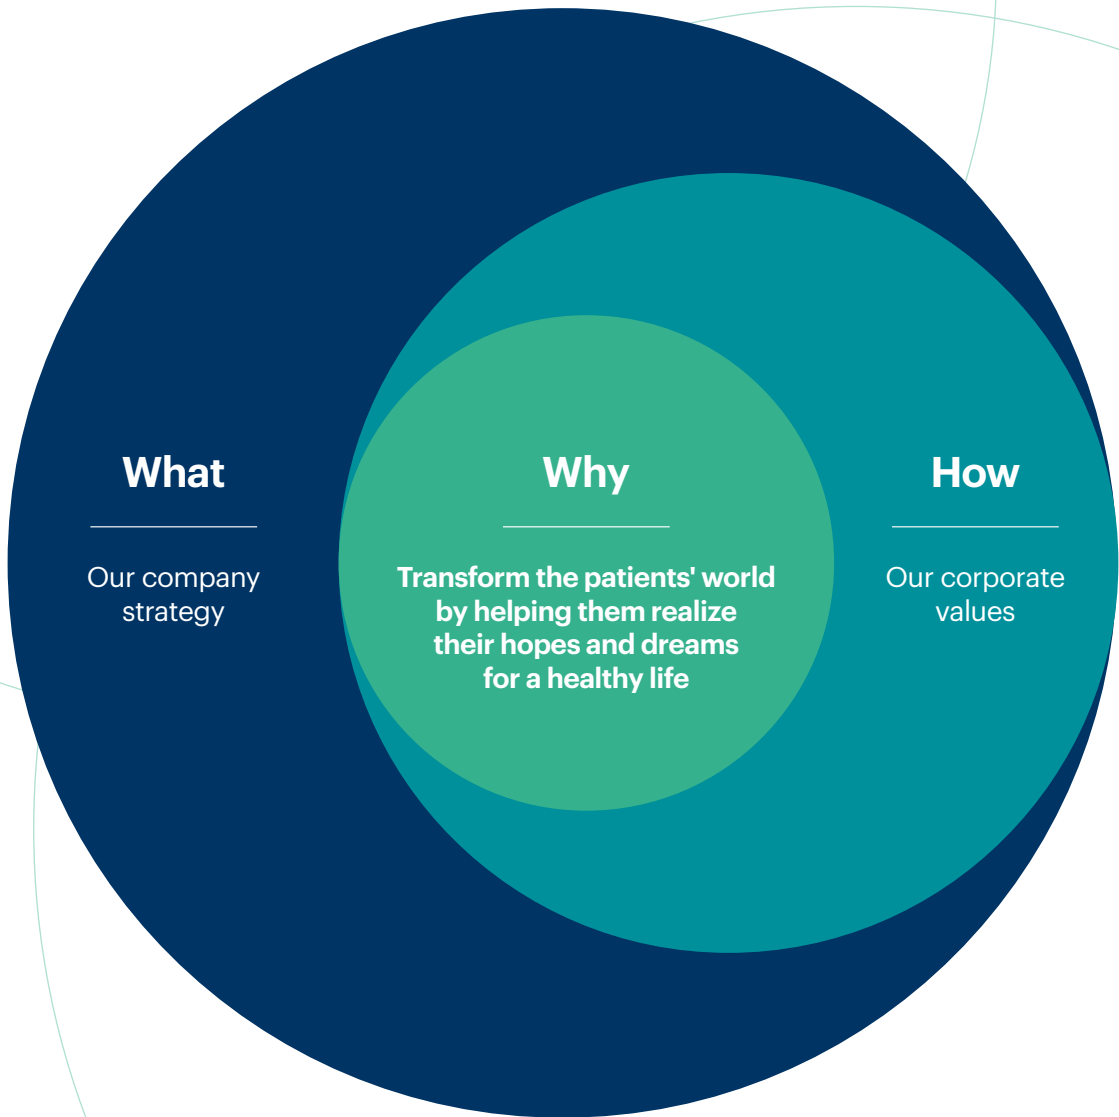 What
Our company
strategy
Why
Transform the patients' world
by helping them realize
their hopes and dreams
for a healthy life
How
Our corporate
values